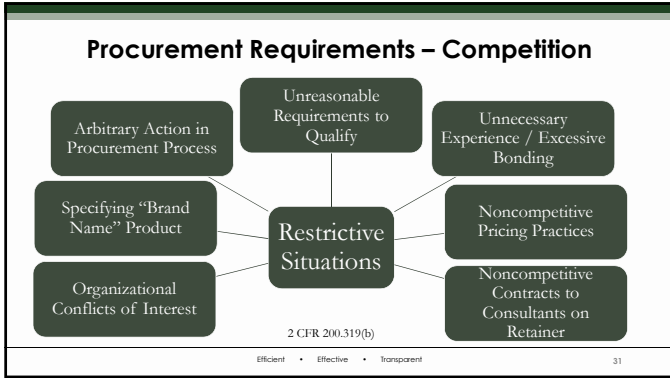 Procurement Requirements – Competition
Unreasonable
Requirements to
Qualify
Arbitrary Action in
Procurement Process
Unnecessary
Experience / Excessive
Bonding
Specifying “Brand
Name” Product
Restrictive
Situations
Noncompetitive
Pricing Practices
Organizational
Conflicts of Interest
Noncompetitive
Contracts to
Consultants on
Retainer
2 CFR 200.319(b)
Efficient • Effective • Transparent
31